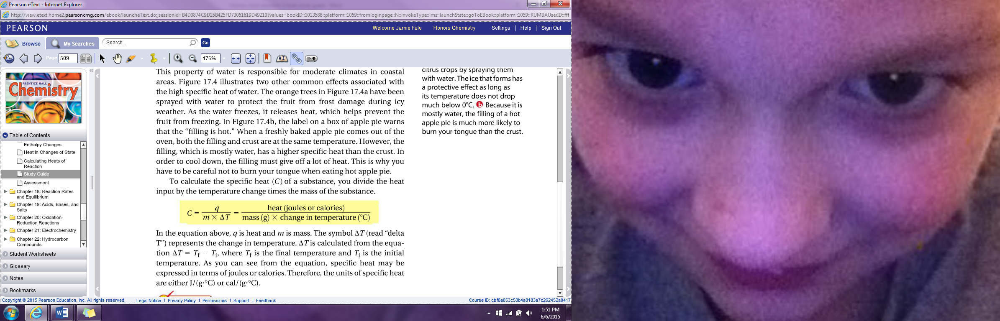 Pearson eText - Internet Explorer
http://view.etext.home2.pearsoncmg.com/ebook/launcheText.do;jsessionid=B4D0874C9D15B425FD73051619D49210?values=bookID::1013588::platform::1059::fromloginpage::N::invokeType::lms::launchState::goToEBook::platform::1059::RUMBAUserID::fff
PEARSON
Welcome Jamie Fule Honors Chemistry Settings | Help | Sign Out
Browse My Searches Search... Go
Page 509 176%
PRENTICE HALL
Chemistry
Table of Contents
Enthalpy Changes
Heat in Changes of State
Calculating Heats of
Reaction
Study Guide
Assessment
Chapter 18: Reaction Rates
and Equilibrium
Chapter 19: Acids, Bases, and
Salts
Chapter 20: Oxidation-
Reduction Reactions
Chapter 21: Electrochemistry
Chapter 22: Hydrocarbon
Compounds
Student Worksheets
Glossary
Notes
Bookmarks
This property of water is responsible for moderate climates in coastal
areas. Figure 17.4 illustrates two other common effects associated with
the high specific heat of water. The orange trees in Figure 17.4a have been
sprayed with water to protect the fruit from frost damage during icy
weather. As the water freezes, it releases heat, which helps prevent the
fruit from freezing. In Figure 17.4b, the label on a box of apple pie warns
that the “filling is hot.” When a freshly baked apple pie comes out of the
oven, both the filling and crust are at the same temperature. However, the
filling, which is mostly water, has a higher specific heat than the crust. In
order to cool down, the filling must give off a lot of heat. This is why you
have to be careful not to burn your tongue when eating hot apple pie.
To calculate the specific heat (C) of a substance, you divide the heat
input by the temperature change times the mass of the substance.
C = q / (m × ΔT) = heat (joules or calories) / (mass (g) × change in temperature (°C))
In the equation above, q is heat and m is mass. The symbol ΔT (read “delta
T”) represents the change in temperature. ΔT is calculated from the equa-
tion ΔT = Tf − Ti, where Tf is the final temperature and Ti is the initial
temperature. As you can see from the equation, specific heat may be
expressed in terms of joules or calories. Therefore, the units of specific heat
are either J/(g·°C) or cal/(g·°C).
citrus crops by spraying them
with water. The ice that forms has
a protective effect as long as
its temperature does not drop
much below 0°C. b Because it is
mostly water, the filling of a hot
apple pie is much more likely to
burn your tongue than the crust.
Copyright © 2015 Pearson Education, Inc. All rights reserved. Legal Notice | Privacy Policy | Permissions | Support | Feedback Course ID: cbf8a853c58b4a8183a7c262452a0417
1:51 PM
6/6/2015